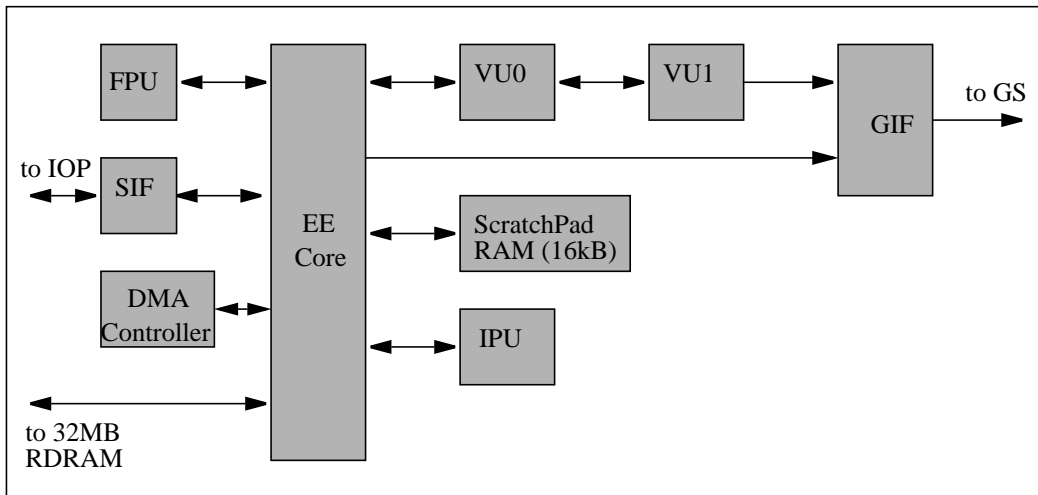 FPU
VU0
VU1
to GS
GIF
to IOP
SIF
EE
Core
ScratchPad
RAM (16kB)
DMA
Controller
IPU
to 32MB
RDRAM